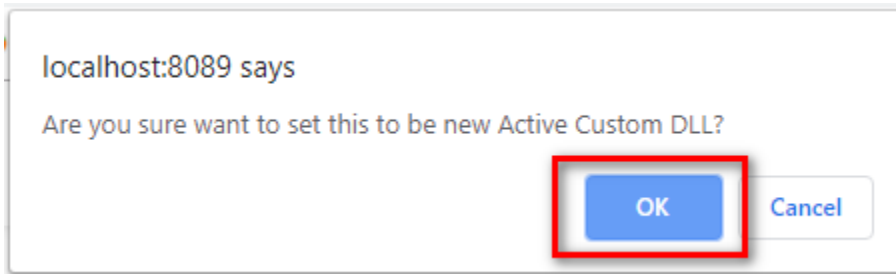 localhost:8089 says
Are you sure want to set this to be new Active Custom DLL?
OK
Cancel